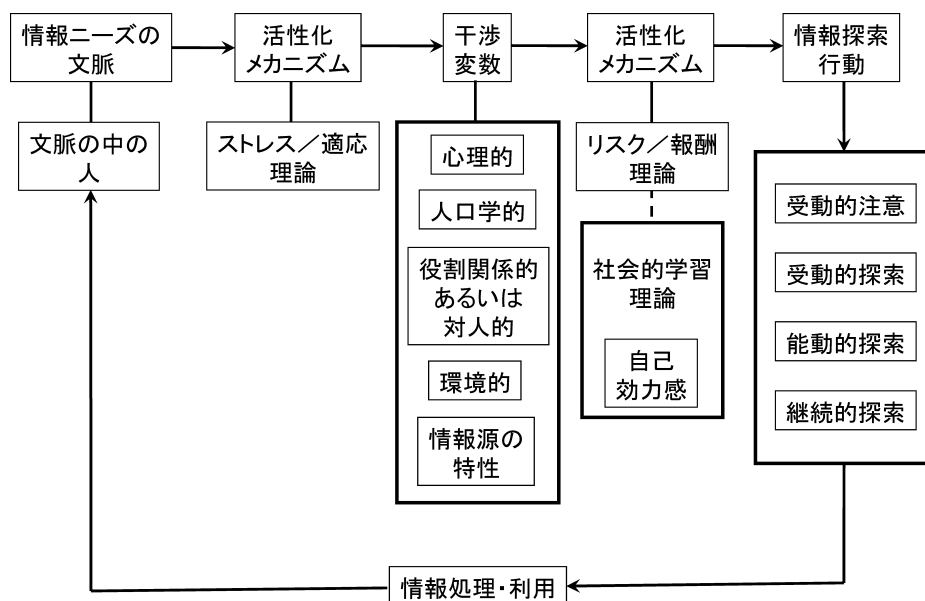 情報ニーズの
文脈
活性化
メカニズム
干渉
変数
活性化
メカニズム
情報探索
行動
文脈の中の
人
ストレス／適応
理論
心理的
人口学的
役割関係的
あるいは
対人的
環境的
情報源の
特性
リスク／報酬
理論
社会的学習
理論
自己
効力感
受動的注意
受動的探索
能動的探索
継続的探索
情報処理・利用